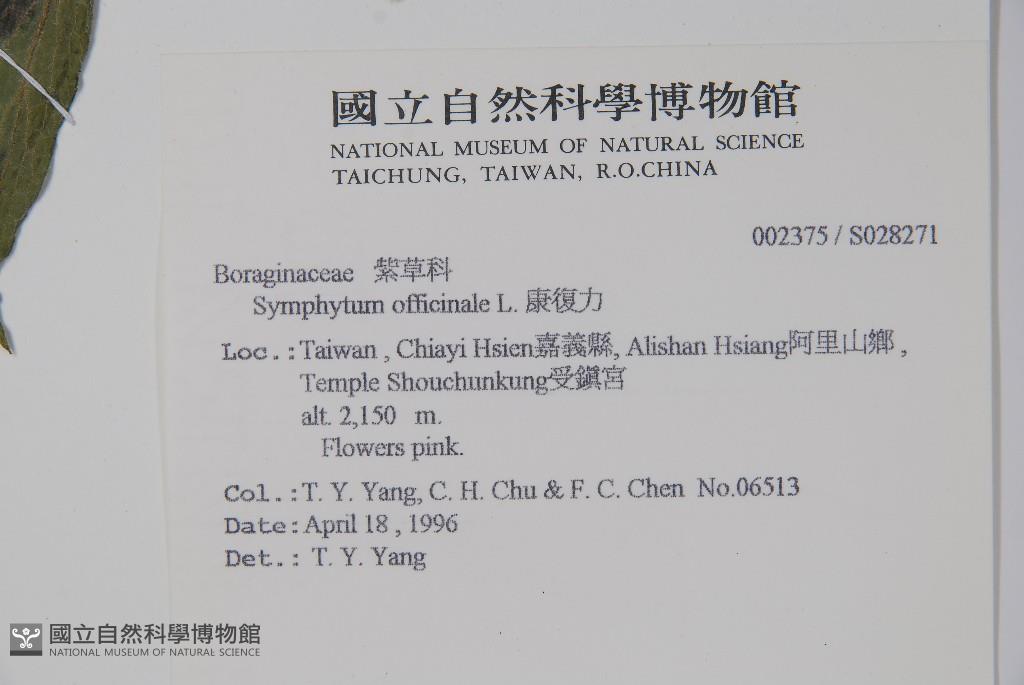 國立自然科學博物館
NATIONAL MUSEUM OF NATURAL SCIENCE
TAICHUNG, TAIWAN, R.O.CHINA
002375 / S028271
Boraginaceae 紫草科
Symphytum officinale L. 康復力
Loc.:Taiwan , Chiayi Hsien嘉義縣, Alishan Hsiang阿里山鄉 ,
Temple Shouchunkung受鎮宮
alt. 2,150 m.
Flowers pink.
Col.:T. Y. Yang, C. H. Chu & F. C. Chen No.06513
Date:April 18 , 1996
Det.: T. Y. Yang
國立自然科學博物館
NATIONAL MUSEUM OF NATURAL SCIENCE